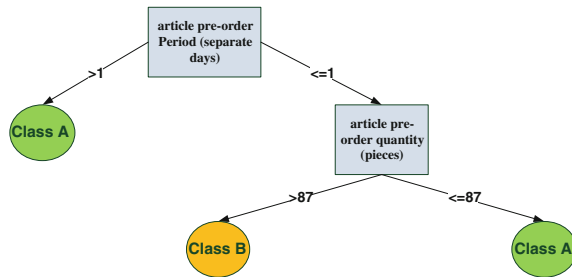 article pre-order
Period (separate
days)
>1
<=1
Class A
article pre-
order quantity
(pieces)
>87
<=87
Class B
Class A